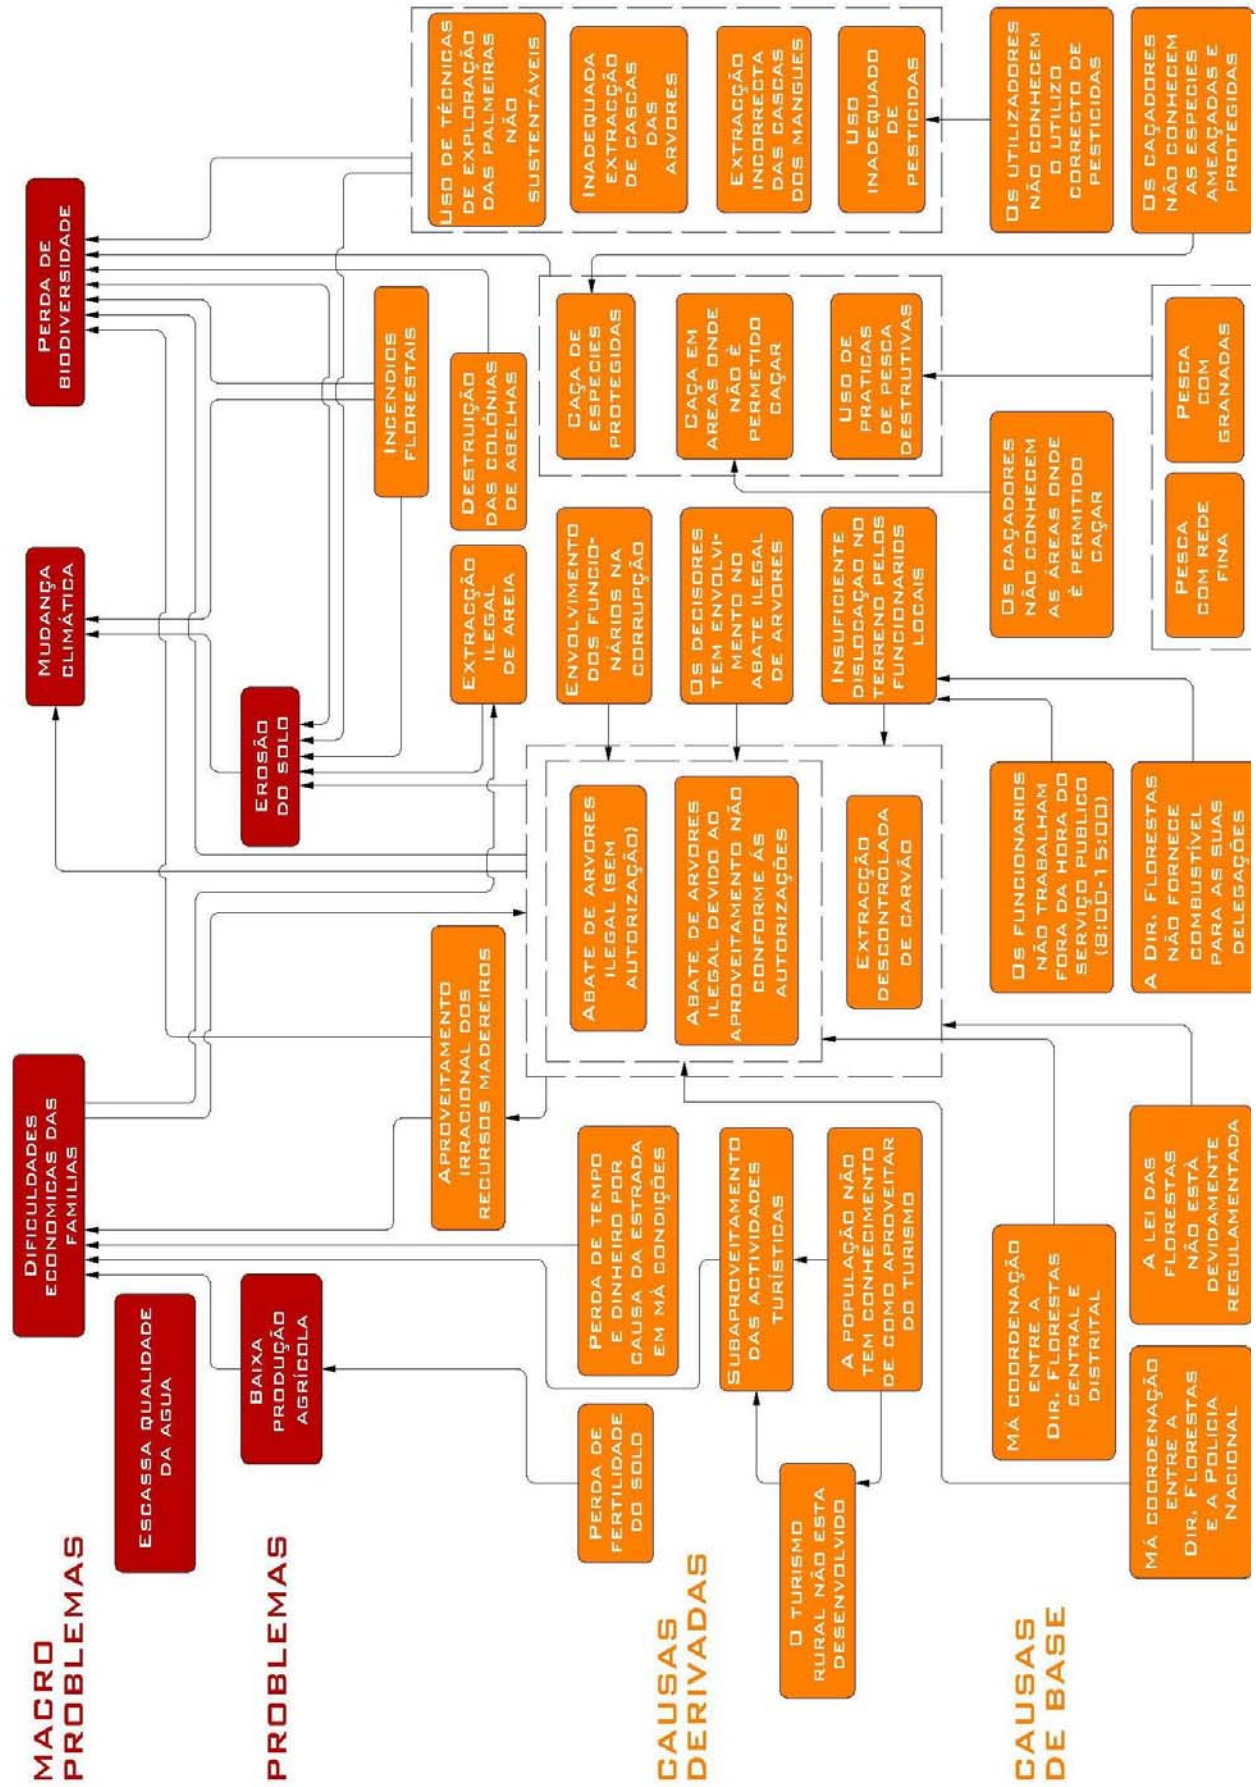 MACRO
PROBLEMAS
DIFICULDADES
ECONOMICAS DAS
FAMILIAS
MUDANÇA
CLIMÁTICA
PERDA DE
BIODIVERSIDADE
ESCASSA QUALIDADE
DA AGUA
PROBLEMAS
BAIXA
PRODUÇÃO
AGRÍCOLA
EROSÃO
DO SOLO
INCENDIOS
FLORESTAIS
APROVEITAMENTO
IRRACIONAL DOS
RECURSOS MADEREIROS
EXTRACÇÃO
ILEGAL
DE AREIA
DESTRUIÇÃO
DAS COLÓNIAS
DE ABELHAS
USO DE TÉCNICAS
DE EXPLORAÇÃO
DAS PALMEIRAS
NÃO
SUSTENTÁVEIS
CAUSAS
DERIVADAS
PERDA DE
FERTILIDADE
DO SOLO
PERDA DE TEMPO
E DINHEIRO POR
CAUSA DA ESTRADA
EM MÁ CONDIÇÕES
ABATE DE ARVORES
ILEGAL (SEM
AUTORIZAÇÃO)
ENVOLVIMENTO
DOS FUNCIO-
NÁRIOS NA
CORRUPÇÃO
CAÇA DE
ESPÉCIES
PROTEGIDAS
INADEQUADA
EXTRACÇÃO
DE CASCAS
DAS
ARVORES
SUBAPROVEITAMENTO
DAS ACTIVIDADES
TURÍSTICAS
ABATE DE ARVORES
ILEGAL DEVIDO AO
APROVEITAMENTO NÃO
CONFORME ÁS
AUTORIZAÇÕES
OS DECISORES
TEM ENVOLVI-
MENTO NO
ABATE ILEGAL
DE ARVORES
CAÇA EM
AREAS ONDE
NÃO È
PERMETIDO
CAÇAR
EXTRACÇÃO
INCORRECTA
DAS CASCAS
DOS MANGUES
O TURISMO
RURAL NÃO ESTA
DESENVOLVIDO
A POPULAÇÃO NÃO
TEM CONHECIMENTO
DE COMO APROVEITAR
DO TURISMO
EXTRACÇÃO
DESCONTROLADA
DE CARVÃO
INSUFICIENTE
DISLOCAÇAO NO
TERRENO PELOS
FUNCIONARIOS
LOCAIS
USO DE
PRATICAS
DE PESCA
DESTRUTIVAS
USO
INADEQUADO
DE
PESTICIDAS
CAUSAS
DE BASE
MÁ COORDENAÇÃO
ENTRE A
DIR. FLORESTAS
CENTRAL E
DISTRITAL
OS FUNCIONARIOS
NÃO TRABALHAM
FORA DA HORA DO
SERVIÇO PUBLICO
(8:00-15:00)
OS CAÇADORES
NÃO CONHECEM
AS ÁREAS ONDE
È PERMITIDO
CAÇAR
OS UTILIZADORES
NÃO CONHECEM
O UTILIZO
CORRECTO DE
PESTICIDAS
MÁ COORDENAÇÃO
ENTRE A
DIR. FLORESTAS
E A POLICIA
NACIONAL
A LEI DAS
FLORESTAS
NÃO ESTÀ
DEVIDAMENTE
REGULAMENTADA
A DIR. FLORESTAS
NÃO FORNECE
COMBUSTÍVEL
PARA AS SUAS
DELEGAÇÕES
PESCA
COM REDE
FINA
PESCA
COM
GRANADAS
OS CAÇADORES
NÃO CONHECEM
AS ESPECIES
AMEAÇADAS E
PROTEGIDAS